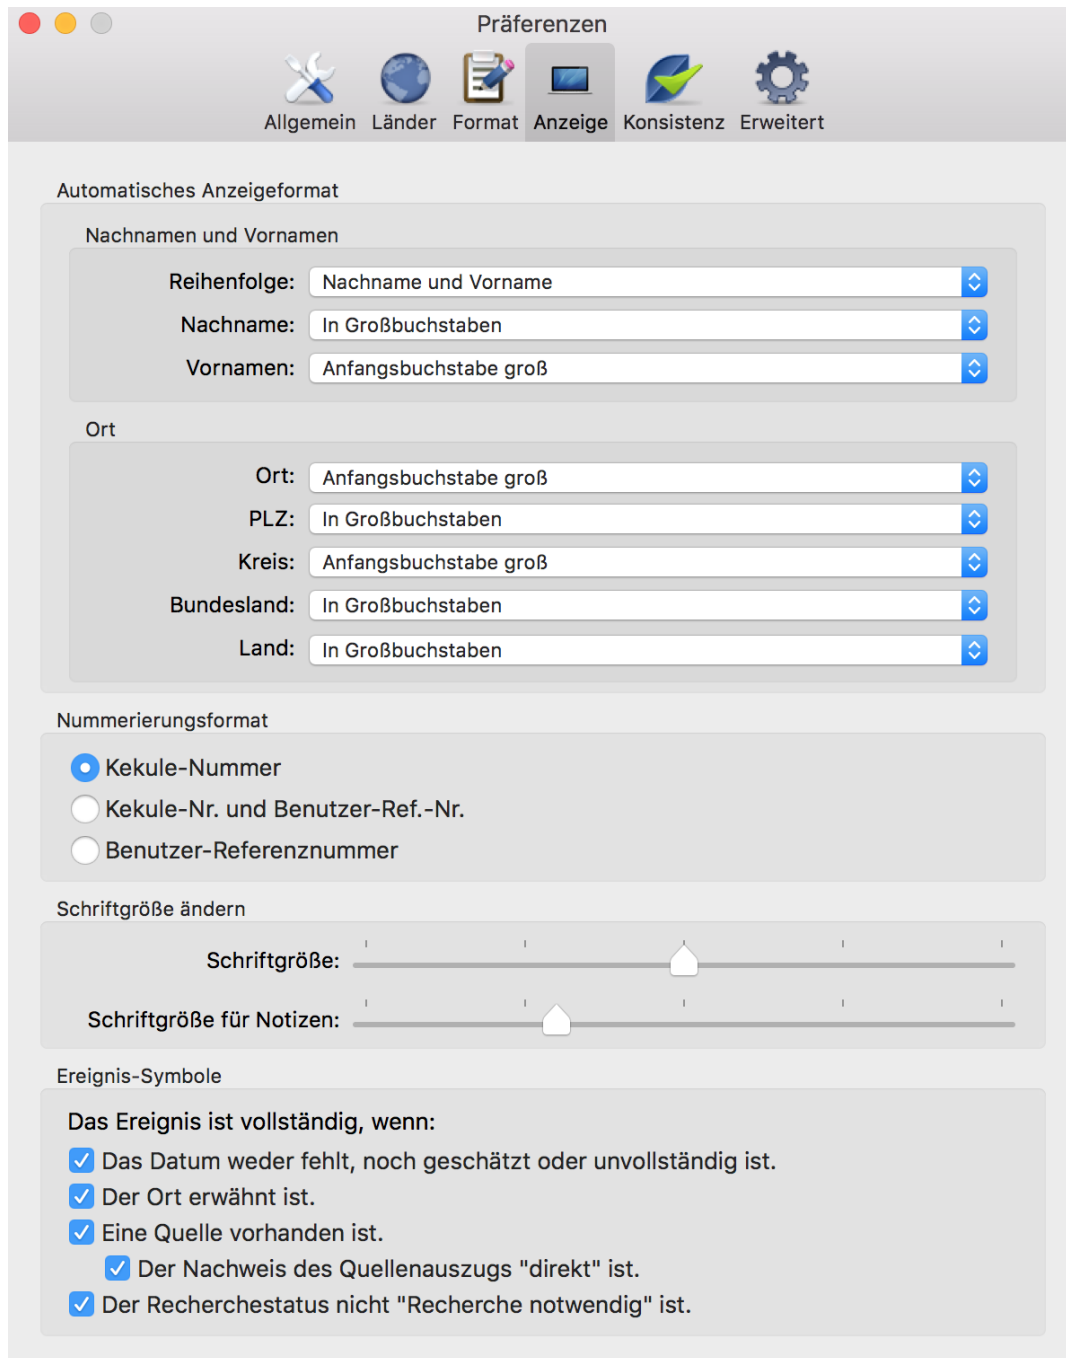 Präferenzen
Allgemein Länder Format Anzeige Konsistenz Erweitert
Automatisches Anzeigeformat
Nachnamen und Vornamen
Reihenfolge: Nachname und Vorname
Nachname: In Großbuchstaben
Vornamen: Anfangsbuchstabe groß
Ort
Ort: Anfangsbuchstabe groß
PLZ: In Großbuchstaben
Kreis: Anfangsbuchstabe groß
Bundesland: In Großbuchstaben
Land: In Großbuchstaben
Nummerierungsformat
Kekule-Nummer
Kekule-Nr. und Benutzer-Ref.-Nr.
Benutzer-Referenznummer
Schriftgröße ändern
Schriftgröße:
Schriftgröße für Notizen:
Ereignis-Symbole
Das Ereignis ist vollständig, wenn:
Das Datum weder fehlt, noch geschätzt oder unvollständig ist.
Der Ort erwähnt ist.
Eine Quelle vorhanden ist.
Der Nachweis des Quellenauszugs "direkt" ist.
Der Recherchestatus nicht "Recherche notwendig" ist.